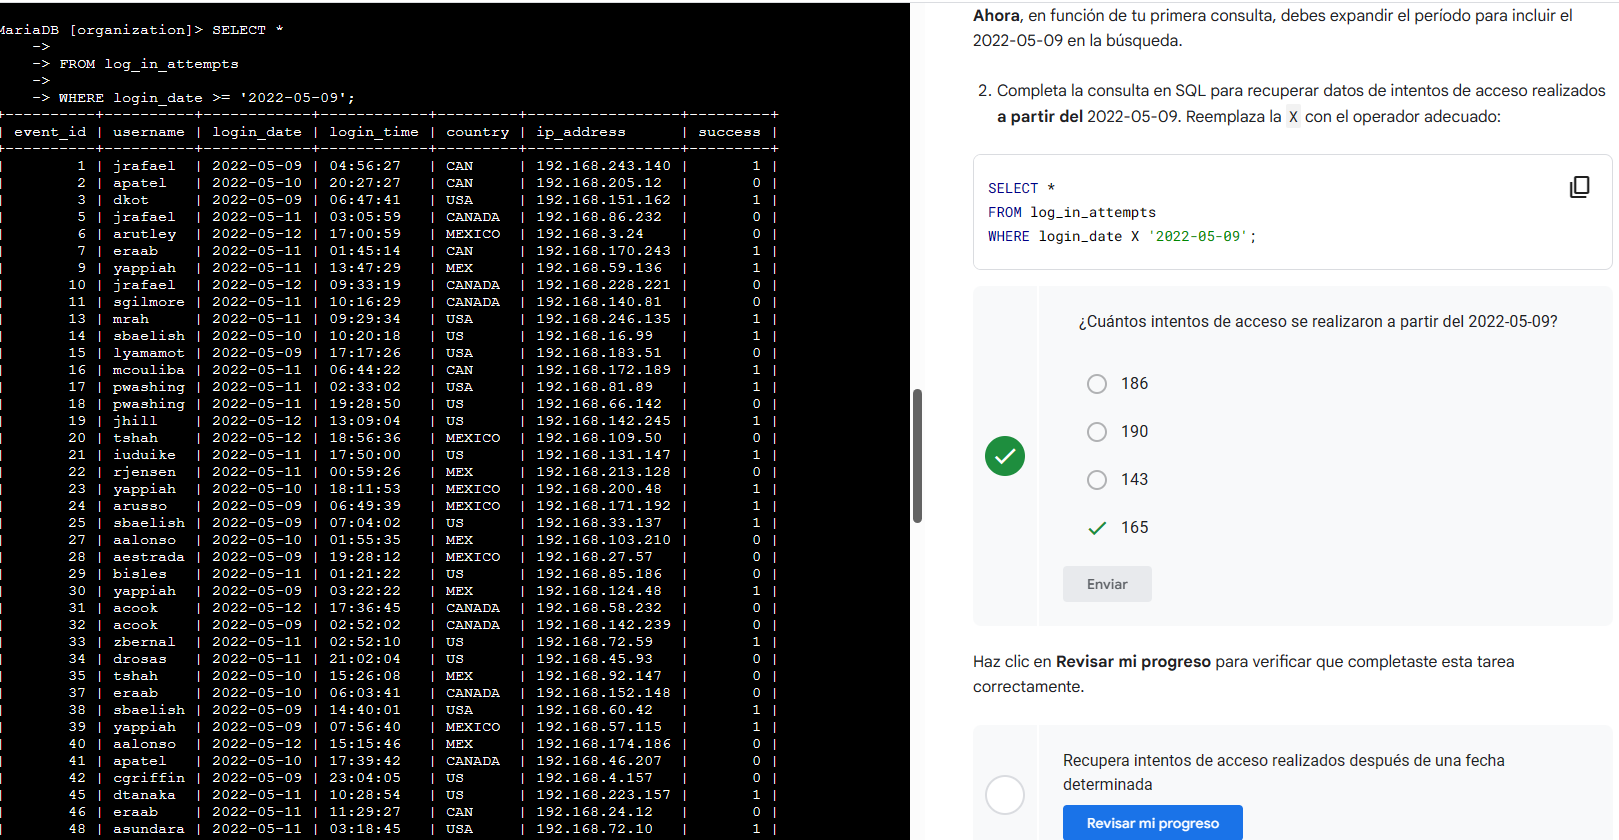 MariaDB [organization]> SELECT *
->
-> FROM log_in_attempts
->
-> WHERE login_date >= '2022-05-09';
+----------+----------+------------+------------+---------+-----------------+---------+
| event_id | username | login_date | login_time | country | ip_address | success |
+----------+----------+------------+------------+---------+-----------------+---------+
| 1 | jrafael | 2022-05-09 | 04:56:27 | CAN | 192.168.243.140 | 1 |
| 2 | apatel | 2022-05-10 | 20:27:27 | CAN | 192.168.205.12 | 0 |
| 3 | dkot | 2022-05-09 | 06:47:41 | USA | 192.168.151.162 | 1 |
| 5 | jrafael | 2022-05-11 | 03:05:59 | CANADA | 192.168.86.232 | 0 |
| 6 | arutley | 2022-05-12 | 17:00:59 | MEXICO | 192.168.3.24 | 0 |
| 7 | eraab | 2022-05-11 | 01:45:14 | CAN | 192.168.170.243 | 1 |
| 9 | yappiah | 2022-05-11 | 13:47:29 | MEX | 192.168.59.136 | 1 |
| 10 | jrafael | 2022-05-12 | 09:33:19 | CANADA | 192.168.228.221 | 0 |
| 11 | sgilmore | 2022-05-11 | 10:16:29 | CANADA | 192.168.140.81 | 0 |
| 13 | mrah | 2022-05-11 | 09:29:34 | USA | 192.168.246.135 | 1 |
| 14 | sbaelish | 2022-05-10 | 10:20:18 | US | 192.168.16.99 | 1 |
| 15 | lyamamot | 2022-05-09 | 17:17:26 | USA | 192.168.183.51 | 0 |
| 16 | mcouliba | 2022-05-11 | 06:44:22 | CAN | 192.168.172.189 | 1 |
| 17 | pwashing | 2022-05-11 | 02:33:02 | USA | 192.168.81.89 | 1 |
| 18 | pwashing | 2022-05-11 | 19:28:50 | US | 192.168.66.142 | 0 |
| 19 | jhill | 2022-05-12 | 13:09:04 | US | 192.168.142.245 | 1 |
| 20 | tshah | 2022-05-12 | 18:56:36 | MEXICO | 192.168.109.50 | 0 |
| 21 | iuduike | 2022-05-11 | 17:50:00 | US | 192.168.131.147 | 1 |
| 22 | rjensen | 2022-05-11 | 00:59:26 | MEX | 192.168.213.128 | 0 |
| 23 | yappiah | 2022-05-10 | 18:11:53 | MEXICO | 192.168.200.48 | 1 |
| 24 | arusso | 2022-05-09 | 06:49:39 | MEXICO | 192.168.171.192 | 1 |
| 25 | sbaelish | 2022-05-09 | 07:04:02 | US | 192.168.33.137 | 1 |
| 27 | aalonso | 2022-05-10 | 01:55:35 | MEX | 192.168.103.210 | 0 |
| 28 | aestrada | 2022-05-09 | 19:28:12 | MEXICO | 192.168.27.57 | 0 |
| 29 | bisles | 2022-05-11 | 01:21:22 | US | 192.168.85.186 | 0 |
| 30 | yappiah | 2022-05-09 | 03:22:22 | MEX | 192.168.124.48 | 1 |
| 31 | acook | 2022-05-12 | 17:36:45 | CANADA | 192.168.58.232 | 0 |
| 32 | acook | 2022-05-09 | 02:52:02 | CANADA | 192.168.142.239 | 0 |
| 33 | zbernal | 2022-05-11 | 02:52:10 | US | 192.168.72.59 | 1 |
| 34 | drosas | 2022-05-11 | 21:02:04 | US | 192.168.45.93 | 0 |
| 35 | tshah | 2022-05-10 | 15:26:08 | MEX | 192.168.92.147 | 0 |
| 37 | eraab | 2022-05-10 | 06:03:41 | CANADA | 192.168.152.148 | 0 |
| 38 | sbaelish | 2022-05-09 | 14:40:01 | USA | 192.168.60.42 | 1 |
| 39 | yappiah | 2022-05-09 | 07:56:40 | MEXICO | 192.168.57.115 | 1 |
| 40 | aalonso | 2022-05-12 | 15:15:46 | MEX | 192.168.174.186 | 0 |
| 41 | apatel | 2022-05-10 | 17:39:42 | CANADA | 192.168.46.207 | 0 |
| 42 | cgriffin | 2022-05-09 | 23:04:05 | US | 192.168.4.157 | 0 |
| 45 | dtanaka | 2022-05-11 | 10:28:54 | US | 192.168.223.157 | 1 |
| 46 | eraab | 2022-05-11 | 11:29:27 | CAN | 192.168.24.12 | 0 |
| 48 | asundara | 2022-05-11 | 03:18:45 | USA | 192.168.72.10 | 1 |
Ahora, en función de tu primera consulta, debes expandir el período para incluir el
2022-05-09 en la búsqueda.
2. Completa la consulta en SQL para recuperar datos de intentos de acceso realizados
a partir del 2022-05-09. Reemplaza la X con el operador adecuado:
SELECT *
FROM log_in_attempts
WHERE login_date X '2022-05-09';
¿Cuántos intentos de acceso se realizaron a partir del 2022-05-09?
186
190
143
165
Enviar
Haz clic en Revisar mi progreso para verificar que completaste esta tarea
correctamente.
Recupera intentos de acceso realizados después de una fecha
determinada
Revisar mi progreso